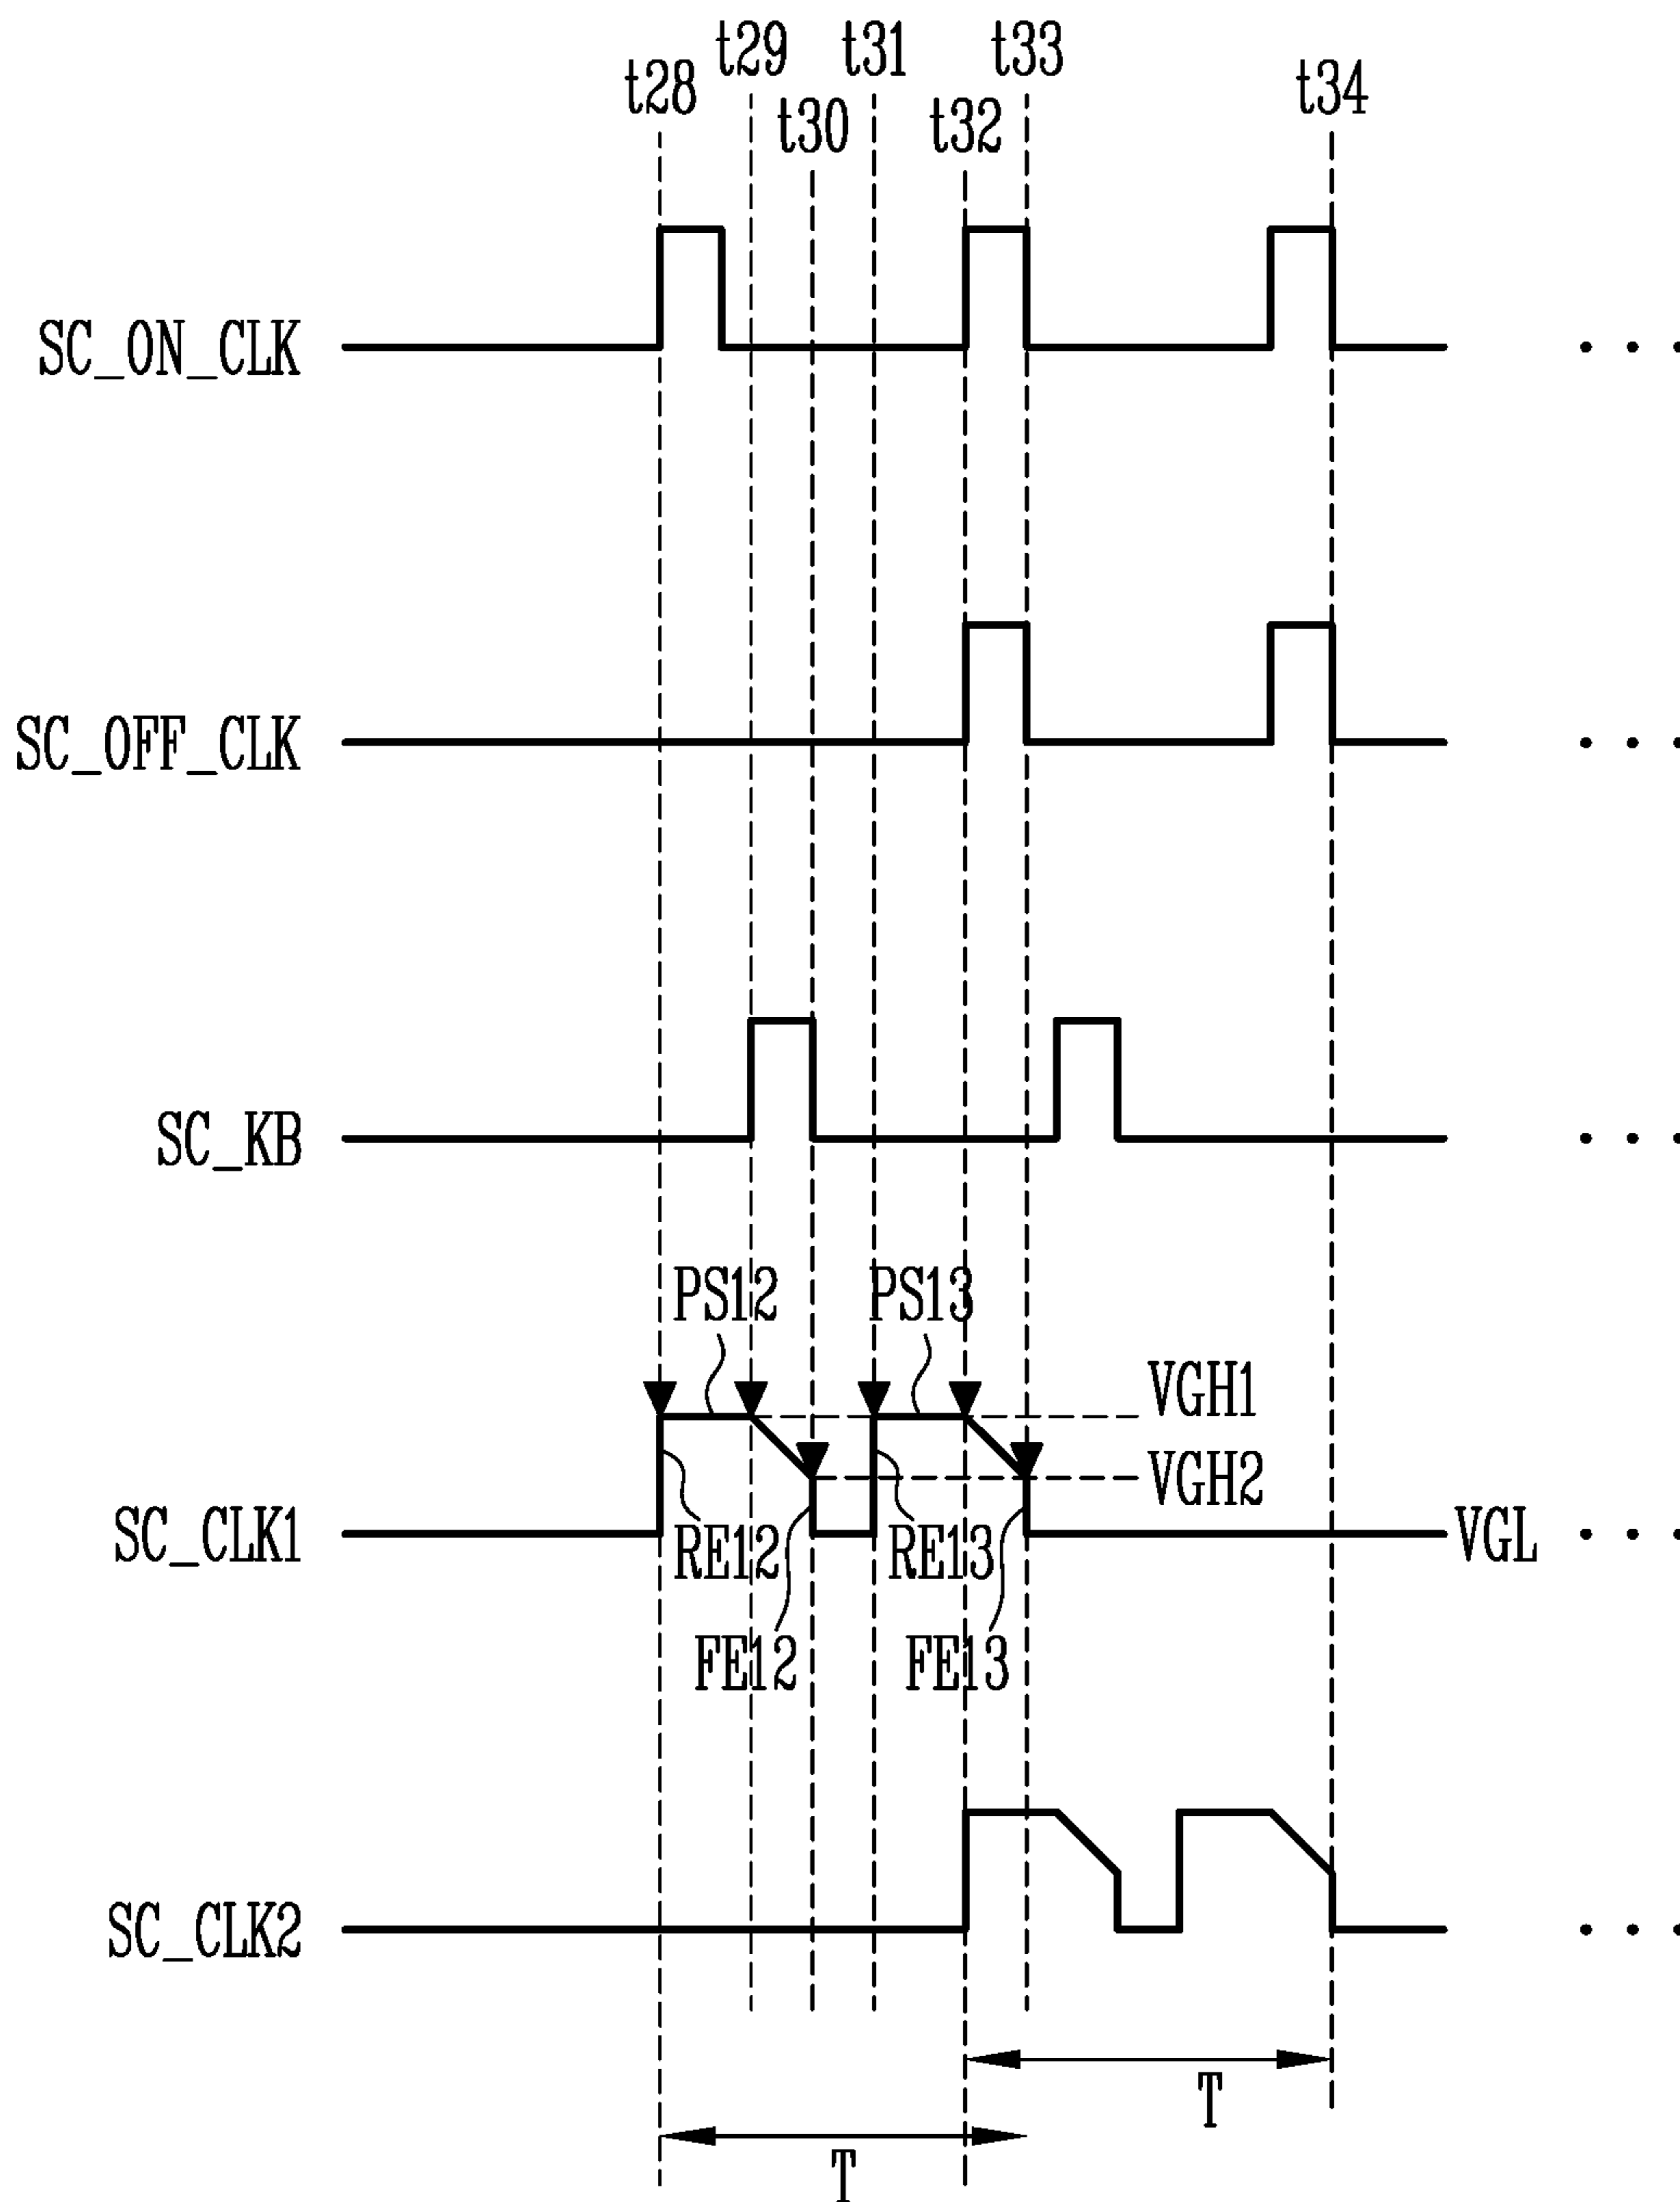 t29 t31 t33
t28 t34
t30 t32
SC_ON_CLK . . .
SC_OFF_CLK . . .
SC_KB . . .
PS12 PS13
VGH1
VGH2
SC_CLK1 RE12 RE13 VGL . . .
FE12 FE13
SC_CLK2 . . .
T
T